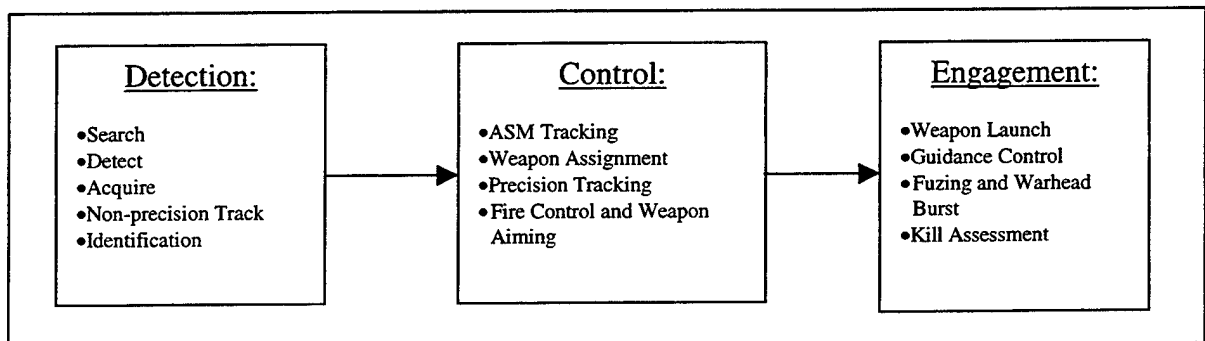 Detection:
•Search
•Detect
•Acquire
•Non-precision Track
•Identification
Control:
•ASM Tracking
•Weapon Assignment
•Precision Tracking
•Fire Control and Weapon
Aiming
Engagement:
•Weapon Launch
•Guidance Control
•Fuzing and Warhead
Burst
•Kill Assessment